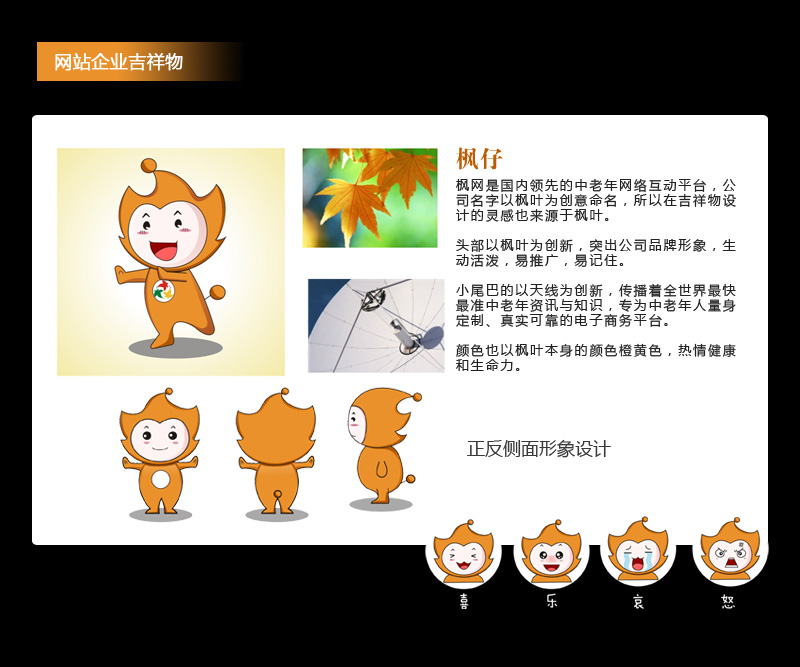 网站企业吉祥物
枫仔
枫网是国内领先的中老年网络互动平台，公
司名字以枫叶为创意命名，所以在吉祥物设
计的灵感也来源于枫叶。
头部以枫叶为创新，突出公司品牌形象，生
动活泼，易推广，易记住。
小尾巴的以天线为创新，传播着全世界最快
最准中老年资讯与知识，专为中老年人量身
定制、真实可靠的电子商务平台。
颜色也以枫叶本身的颜色橙黄色，热情健康
和生命力。
正反侧面形象设计
喜 乐 哀 怒